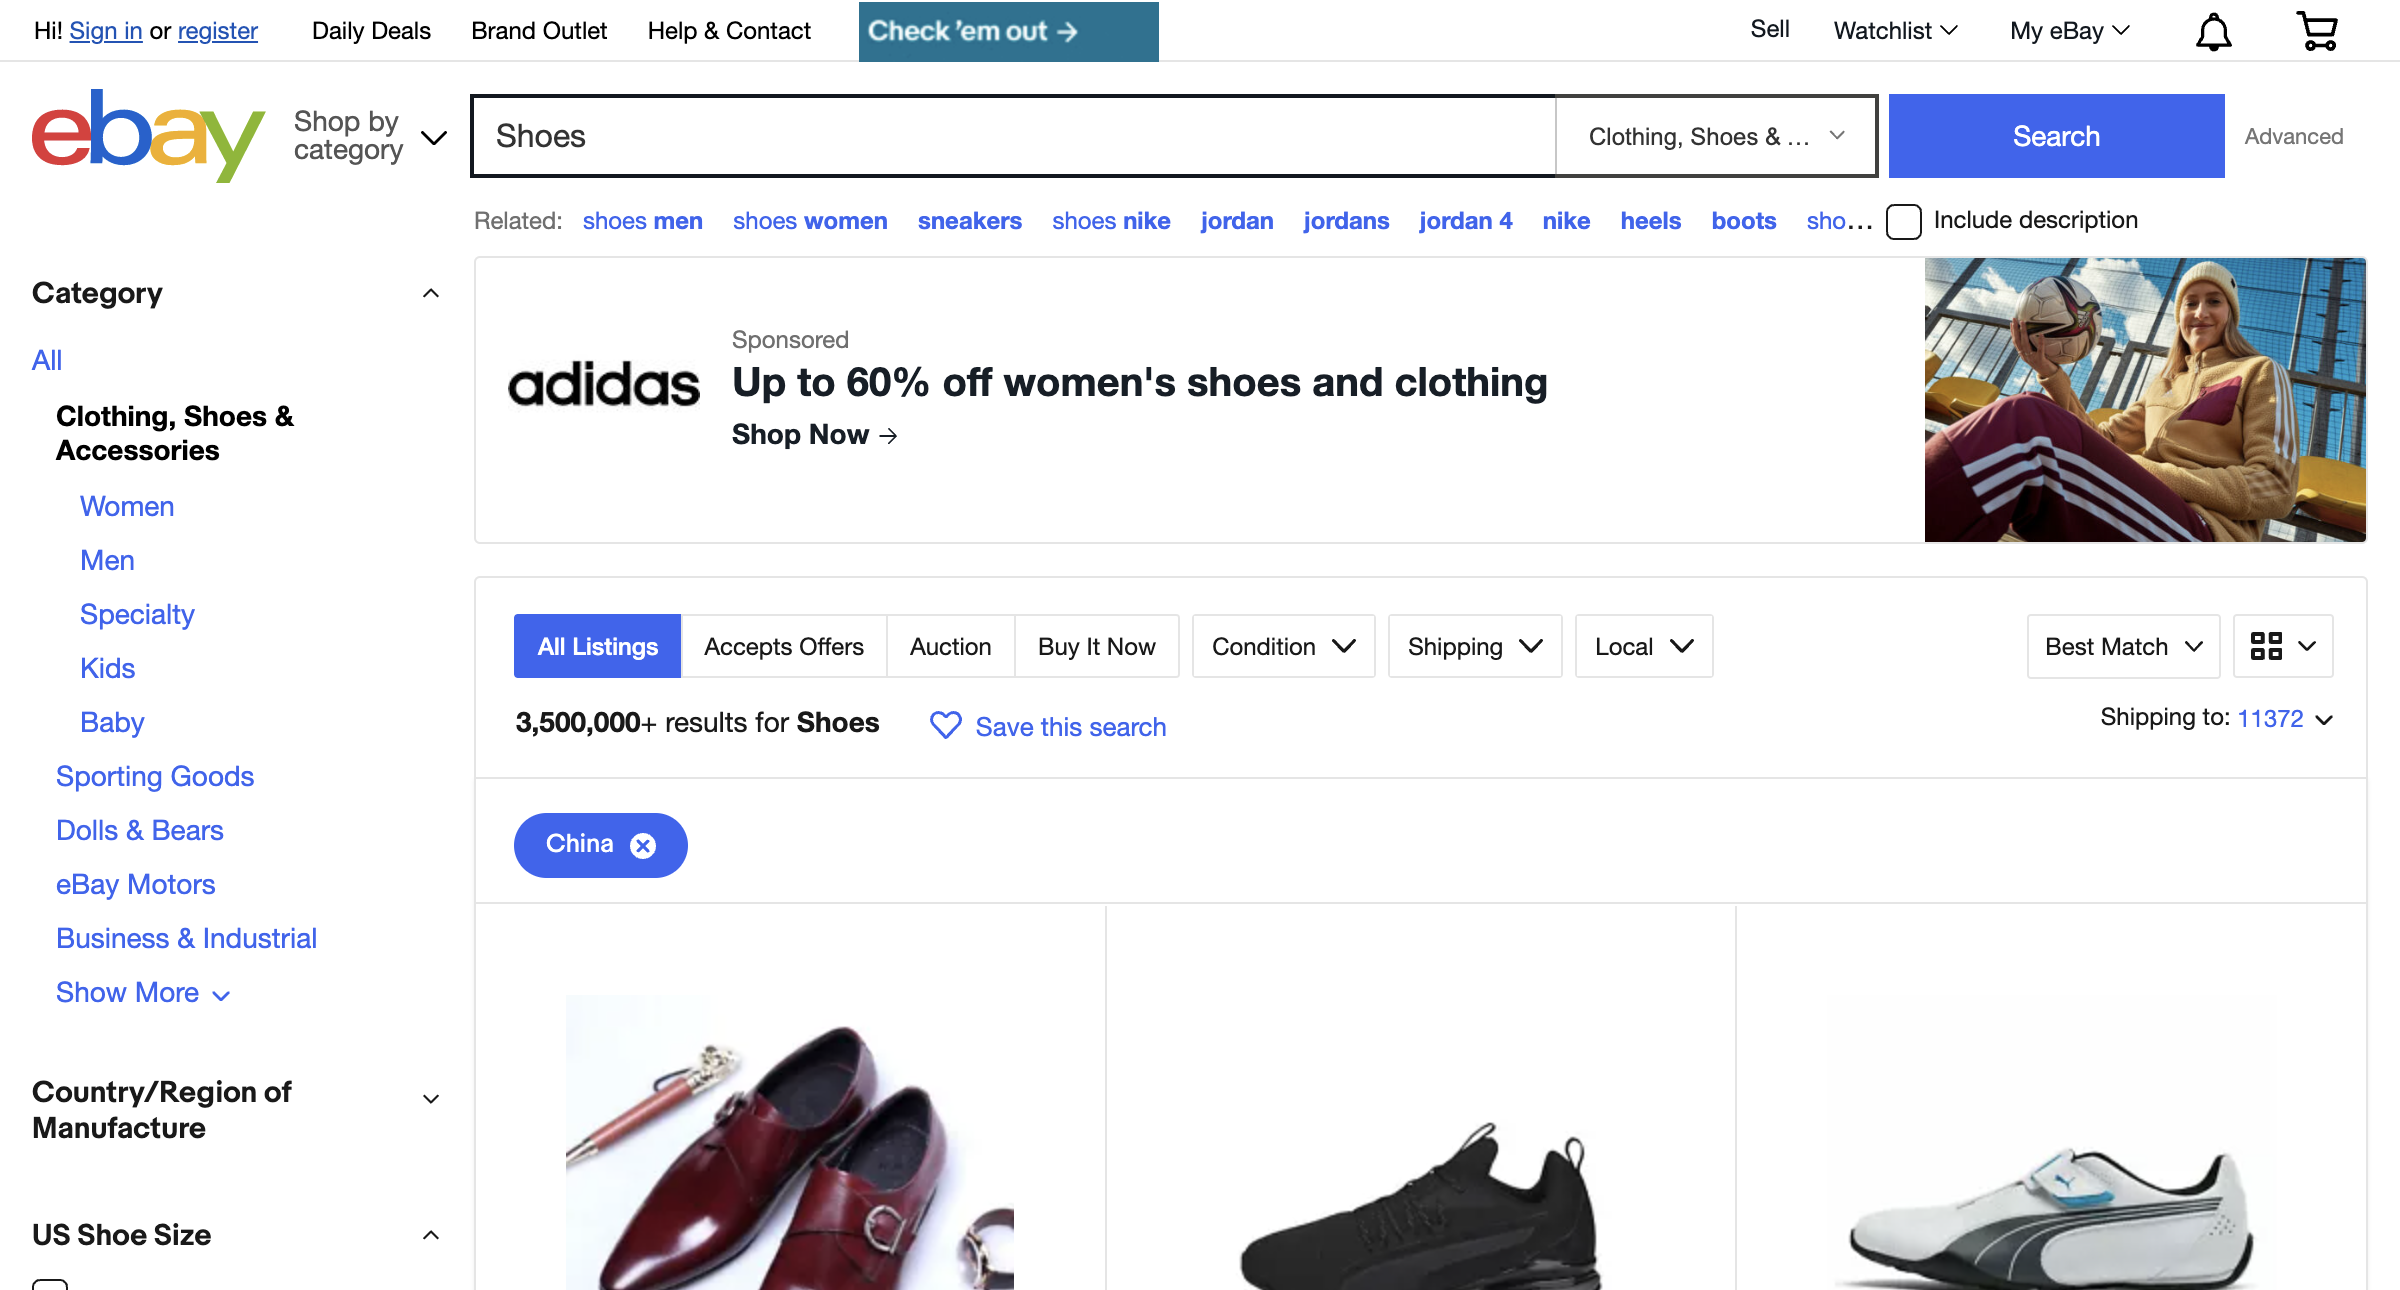 Hi! Sign in or register Daily Deals Brand Outlet Help & Contact Check 'em out → Sell Watchlist My eBay
ebay
Shop by
category
Shoes
Clothing, Shoes & ...
Search
Advanced
Related: shoes men shoes women sneakers shoes nike jordan jordans jordan 4 nike heels boots sho... Include description
Category
All
Clothing, Shoes &
Accessories
Women
Men
Specialty
Kids
Baby
Sporting Goods
Dolls & Bears
eBay Motors
Business & Industrial
Show More
Country/Region of
Manufacture
US Shoe Size
adidas
Sponsored
Up to 60% off women's shoes and clothing
Shop Now →
All Listings Accepts Offers Auction Buy It Now Condition Shipping Local Best Match
3,500,000+ results for Shoes Save this search Shipping to: 11372
China